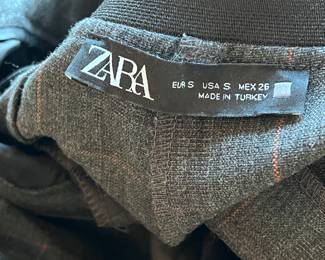 ZARA
EUR S USA S MEX 26
MADE IN TURKEY